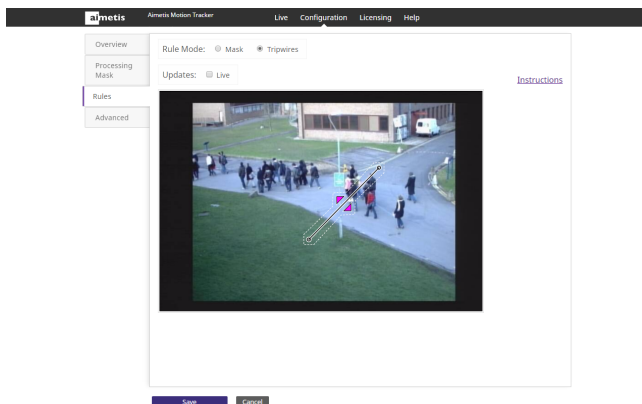 aimetis Aimetis Motion Tracker Live Configuration Licensing Help
Overview
Rule Mode: Mask Tripwires
Processing
Mask
Updates: Live
Instructions
Rules
Advanced
Save Cancel